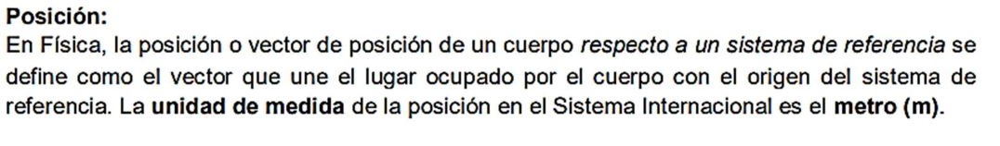 Posición:
En Física, la posición o vector de posición de un cuerpo respecto a un sistema de referencia se
define como el vector que une el lugar ocupado por el cuerpo con el origen del sistema de
referencia. La unidad de medida de la posición en el Sistema Internacional es el metro (m).